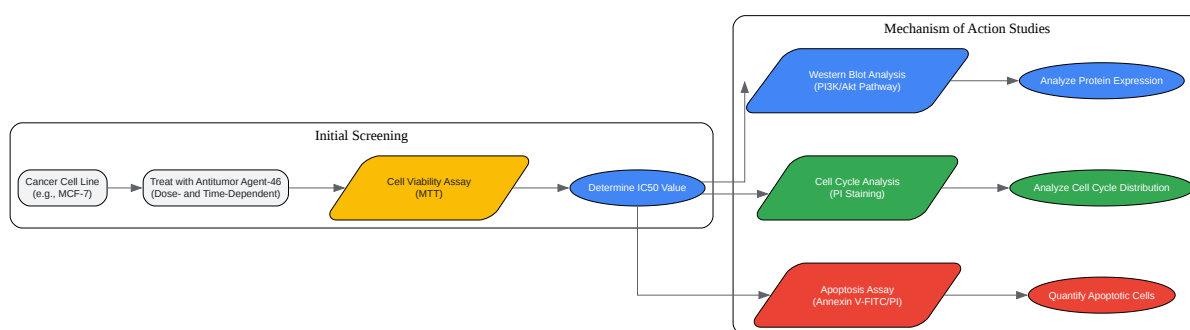 Mechanism of Action Studies
Western Blot Analysis
(PI3K/Akt Pathway)
Analyze Protein Expression
Initial Screening
Cancer Cell Line
(e.g., MCF-7)
Treat with Antitumor Agent-46
(Dose- and Time-Dependent)
Cell Viability Assay
(MTT)
Determine IC50 Value
Cell Cycle Analysis
(PI Staining)
Analyze Cell Cycle Distribution
Apoptosis Assay
(Annexin V-FITC/PI)
Quantify Apoptotic Cells